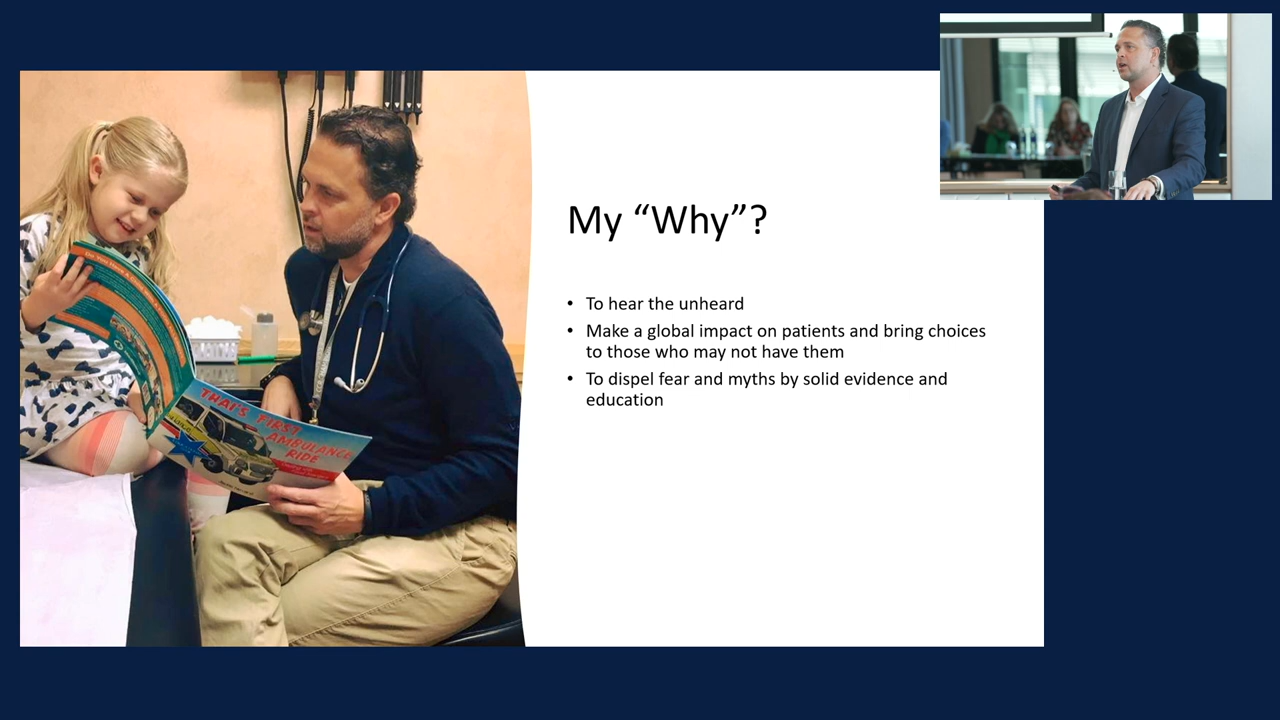 My “Why”?
• To hear the unheard
• Make a global impact on patients and bring choices
to those who may not have them
• To dispel fear and myths by solid evidence and
education
THAI'S FIRST
AMBULANCE
RIDE